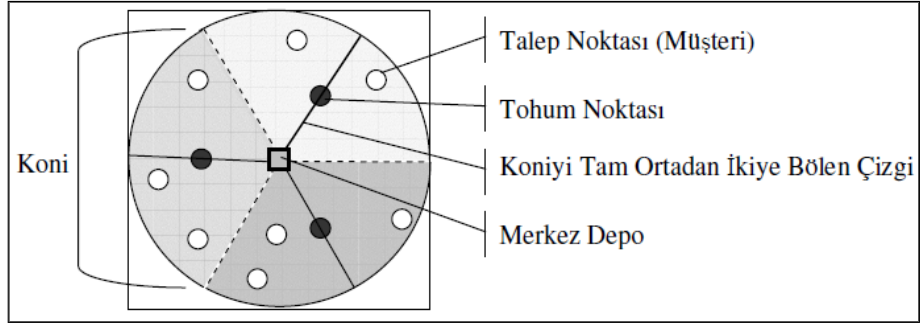 Talep Noktası (Müşteri)
Tohum Noktası
Koni
Koniyi Tam Ortadan İkiye Bölen Çizgi
Merkez Depo